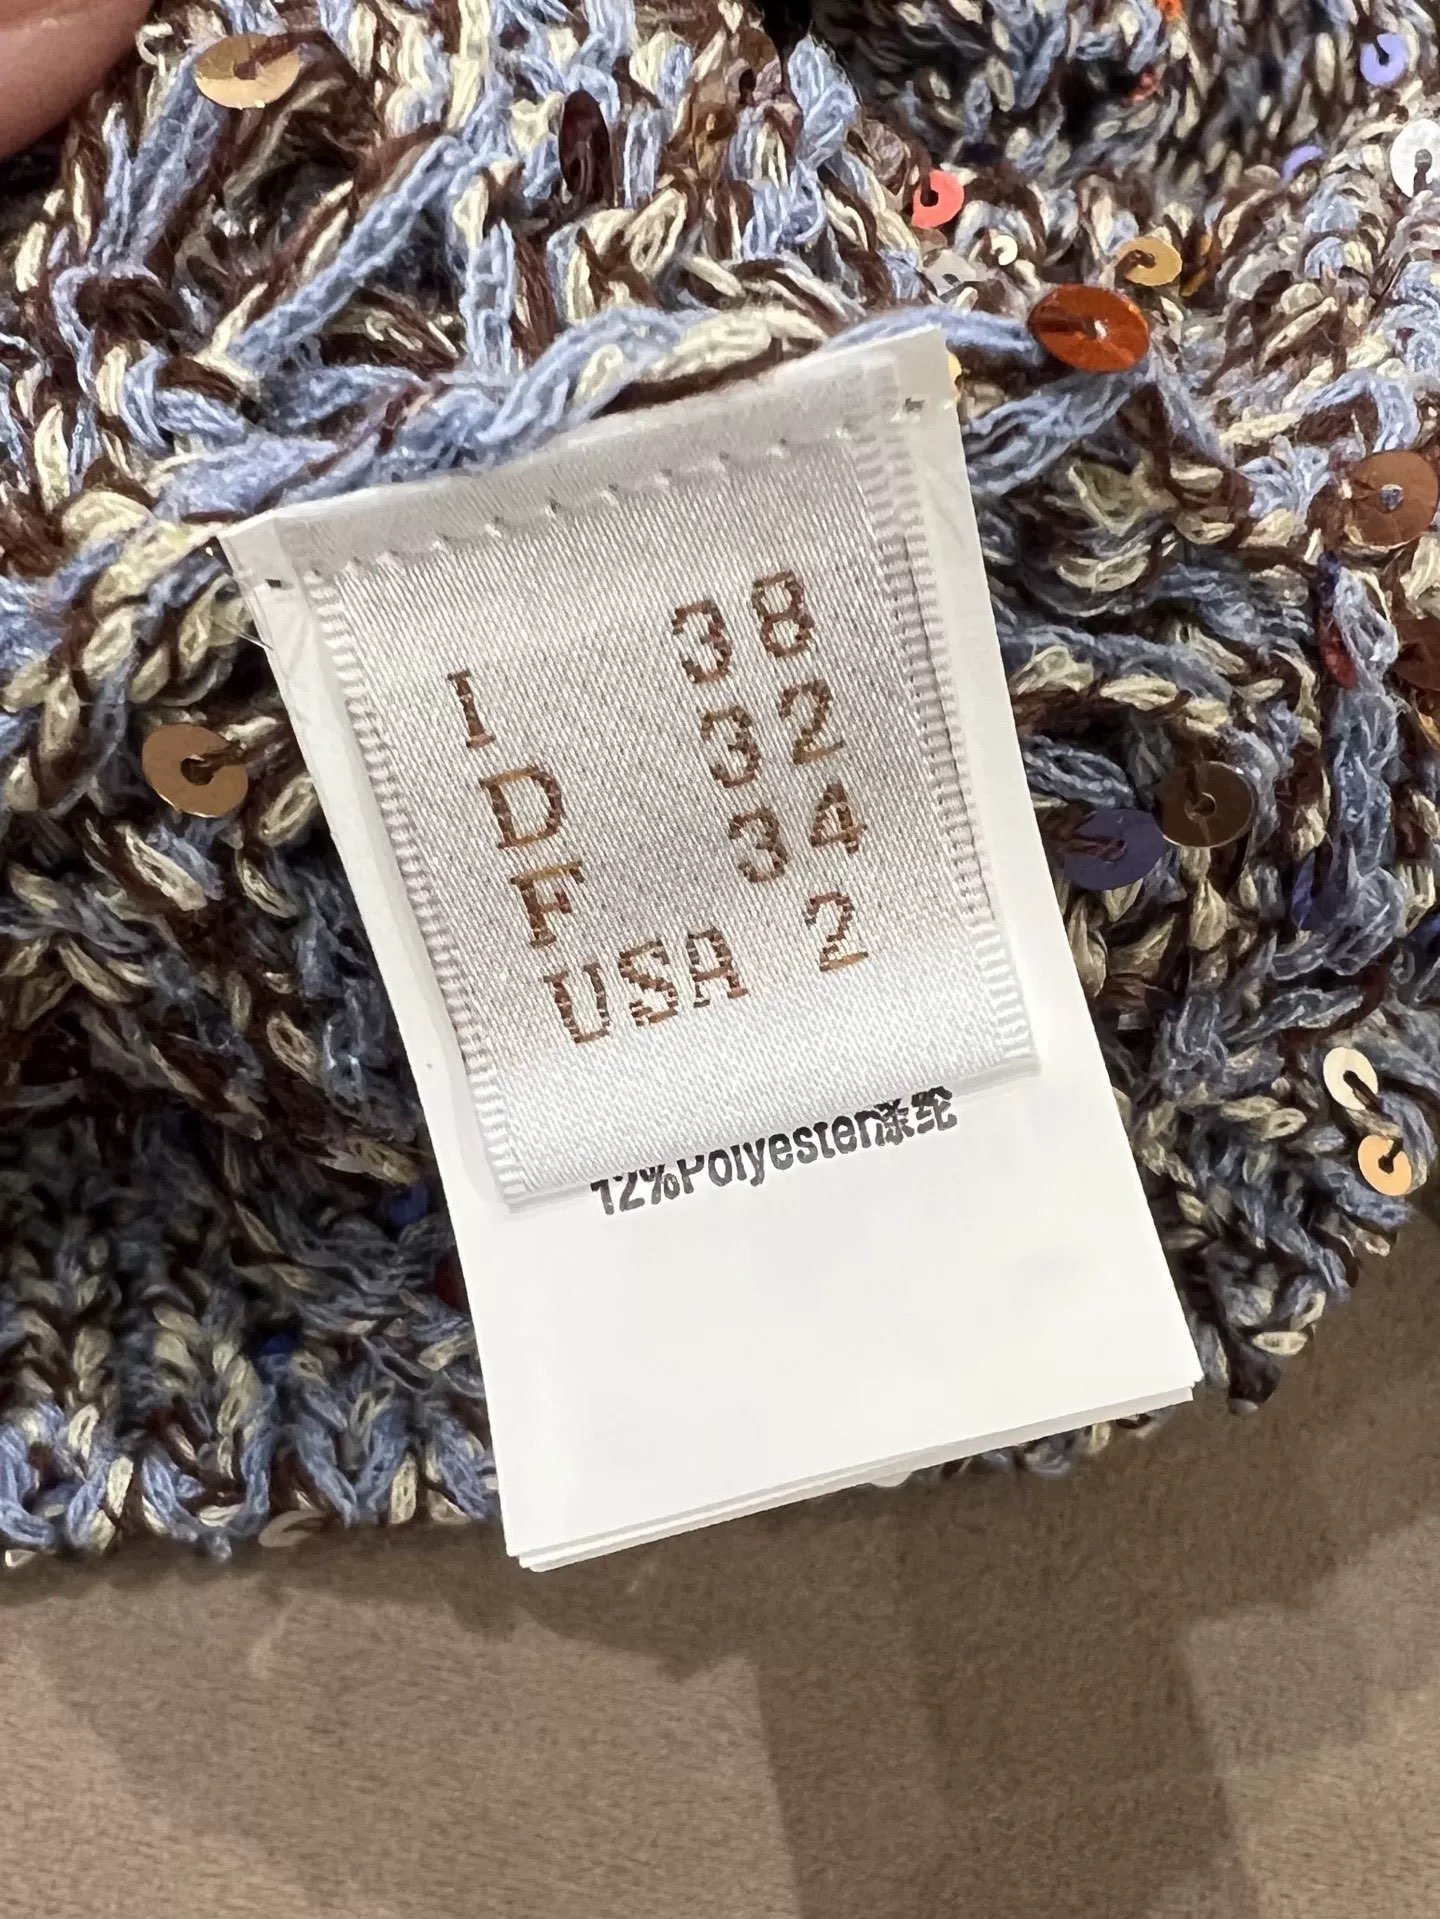 I 38
D 32
F 34
USA 2
12%Polyester涤纶